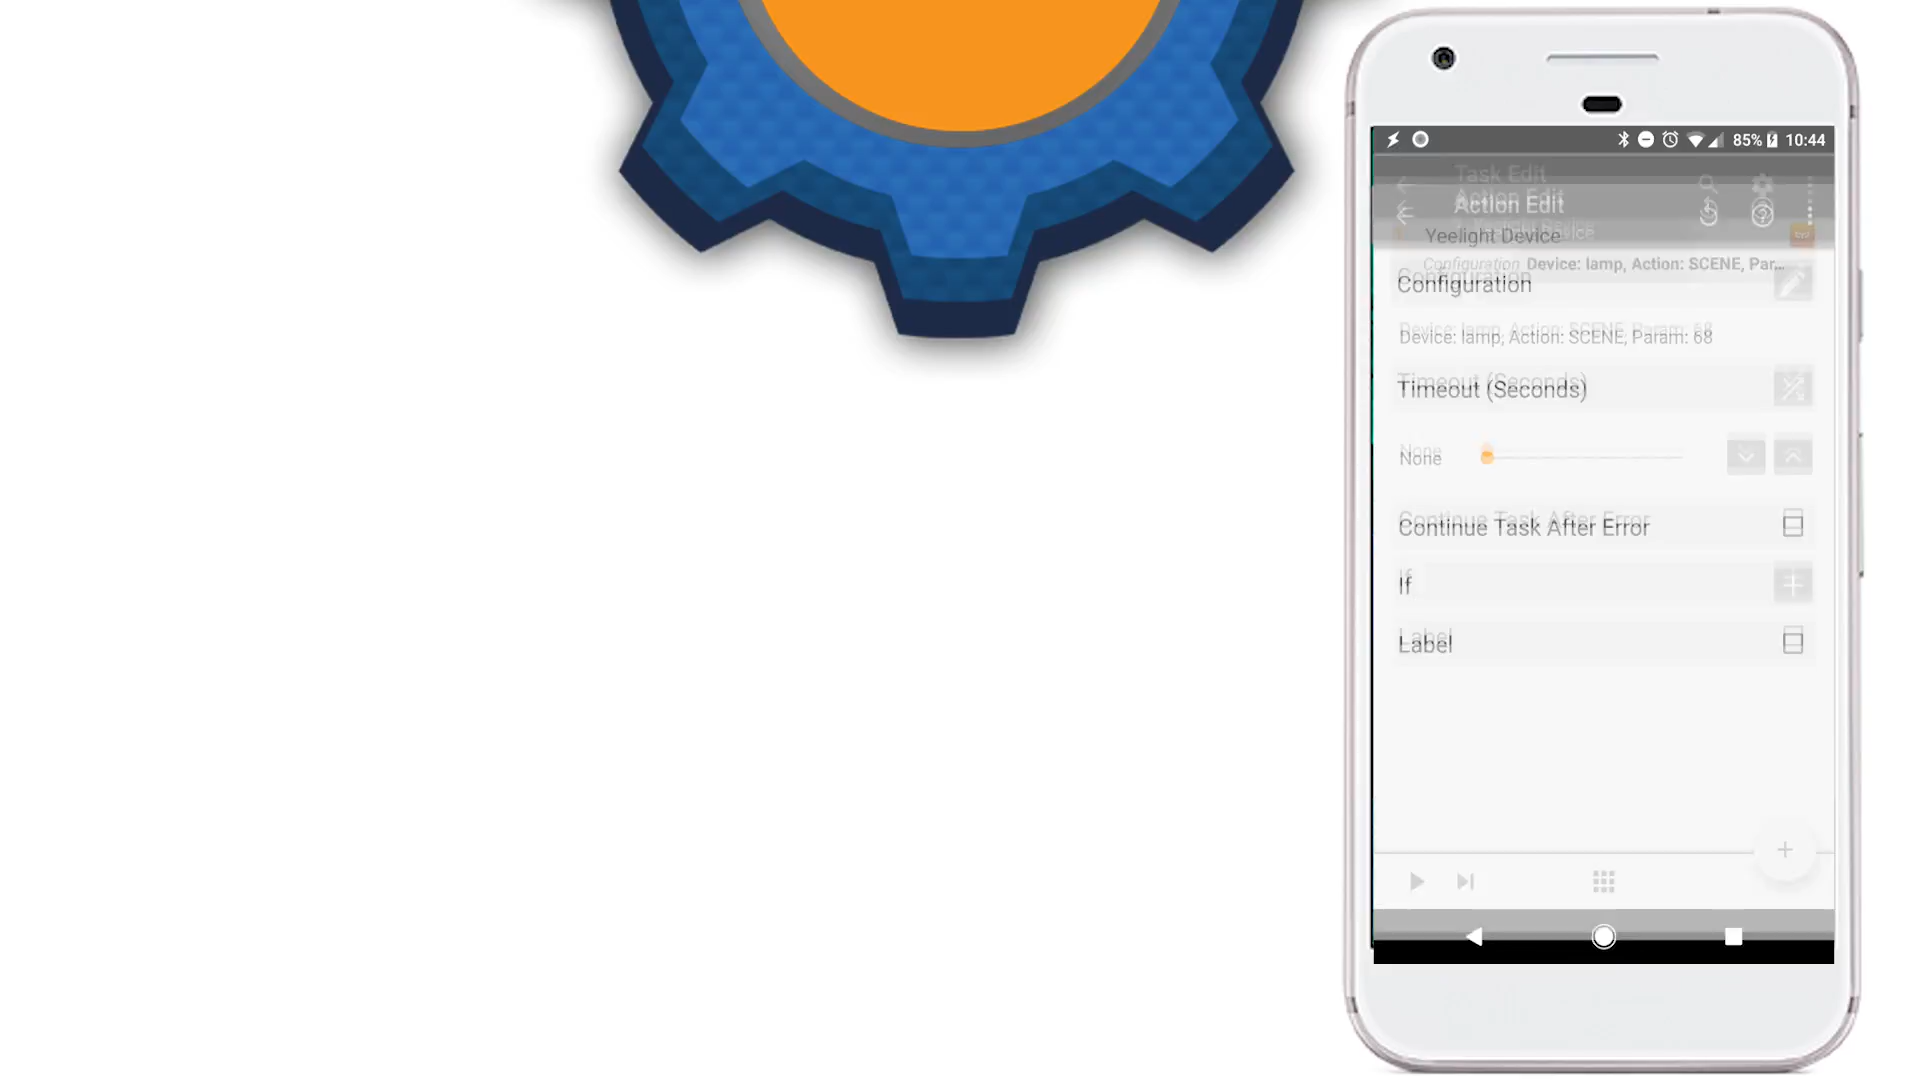 85% 10:44
Task Edit
Action Edit
Yeelight Device
Configuration Device: lamp, Action: SCENE, Par...
Configuration
Device: lamp, Action: SCENE, Param: 68
Timeout (Seconds)
None
Continue Task After Error
If
Label